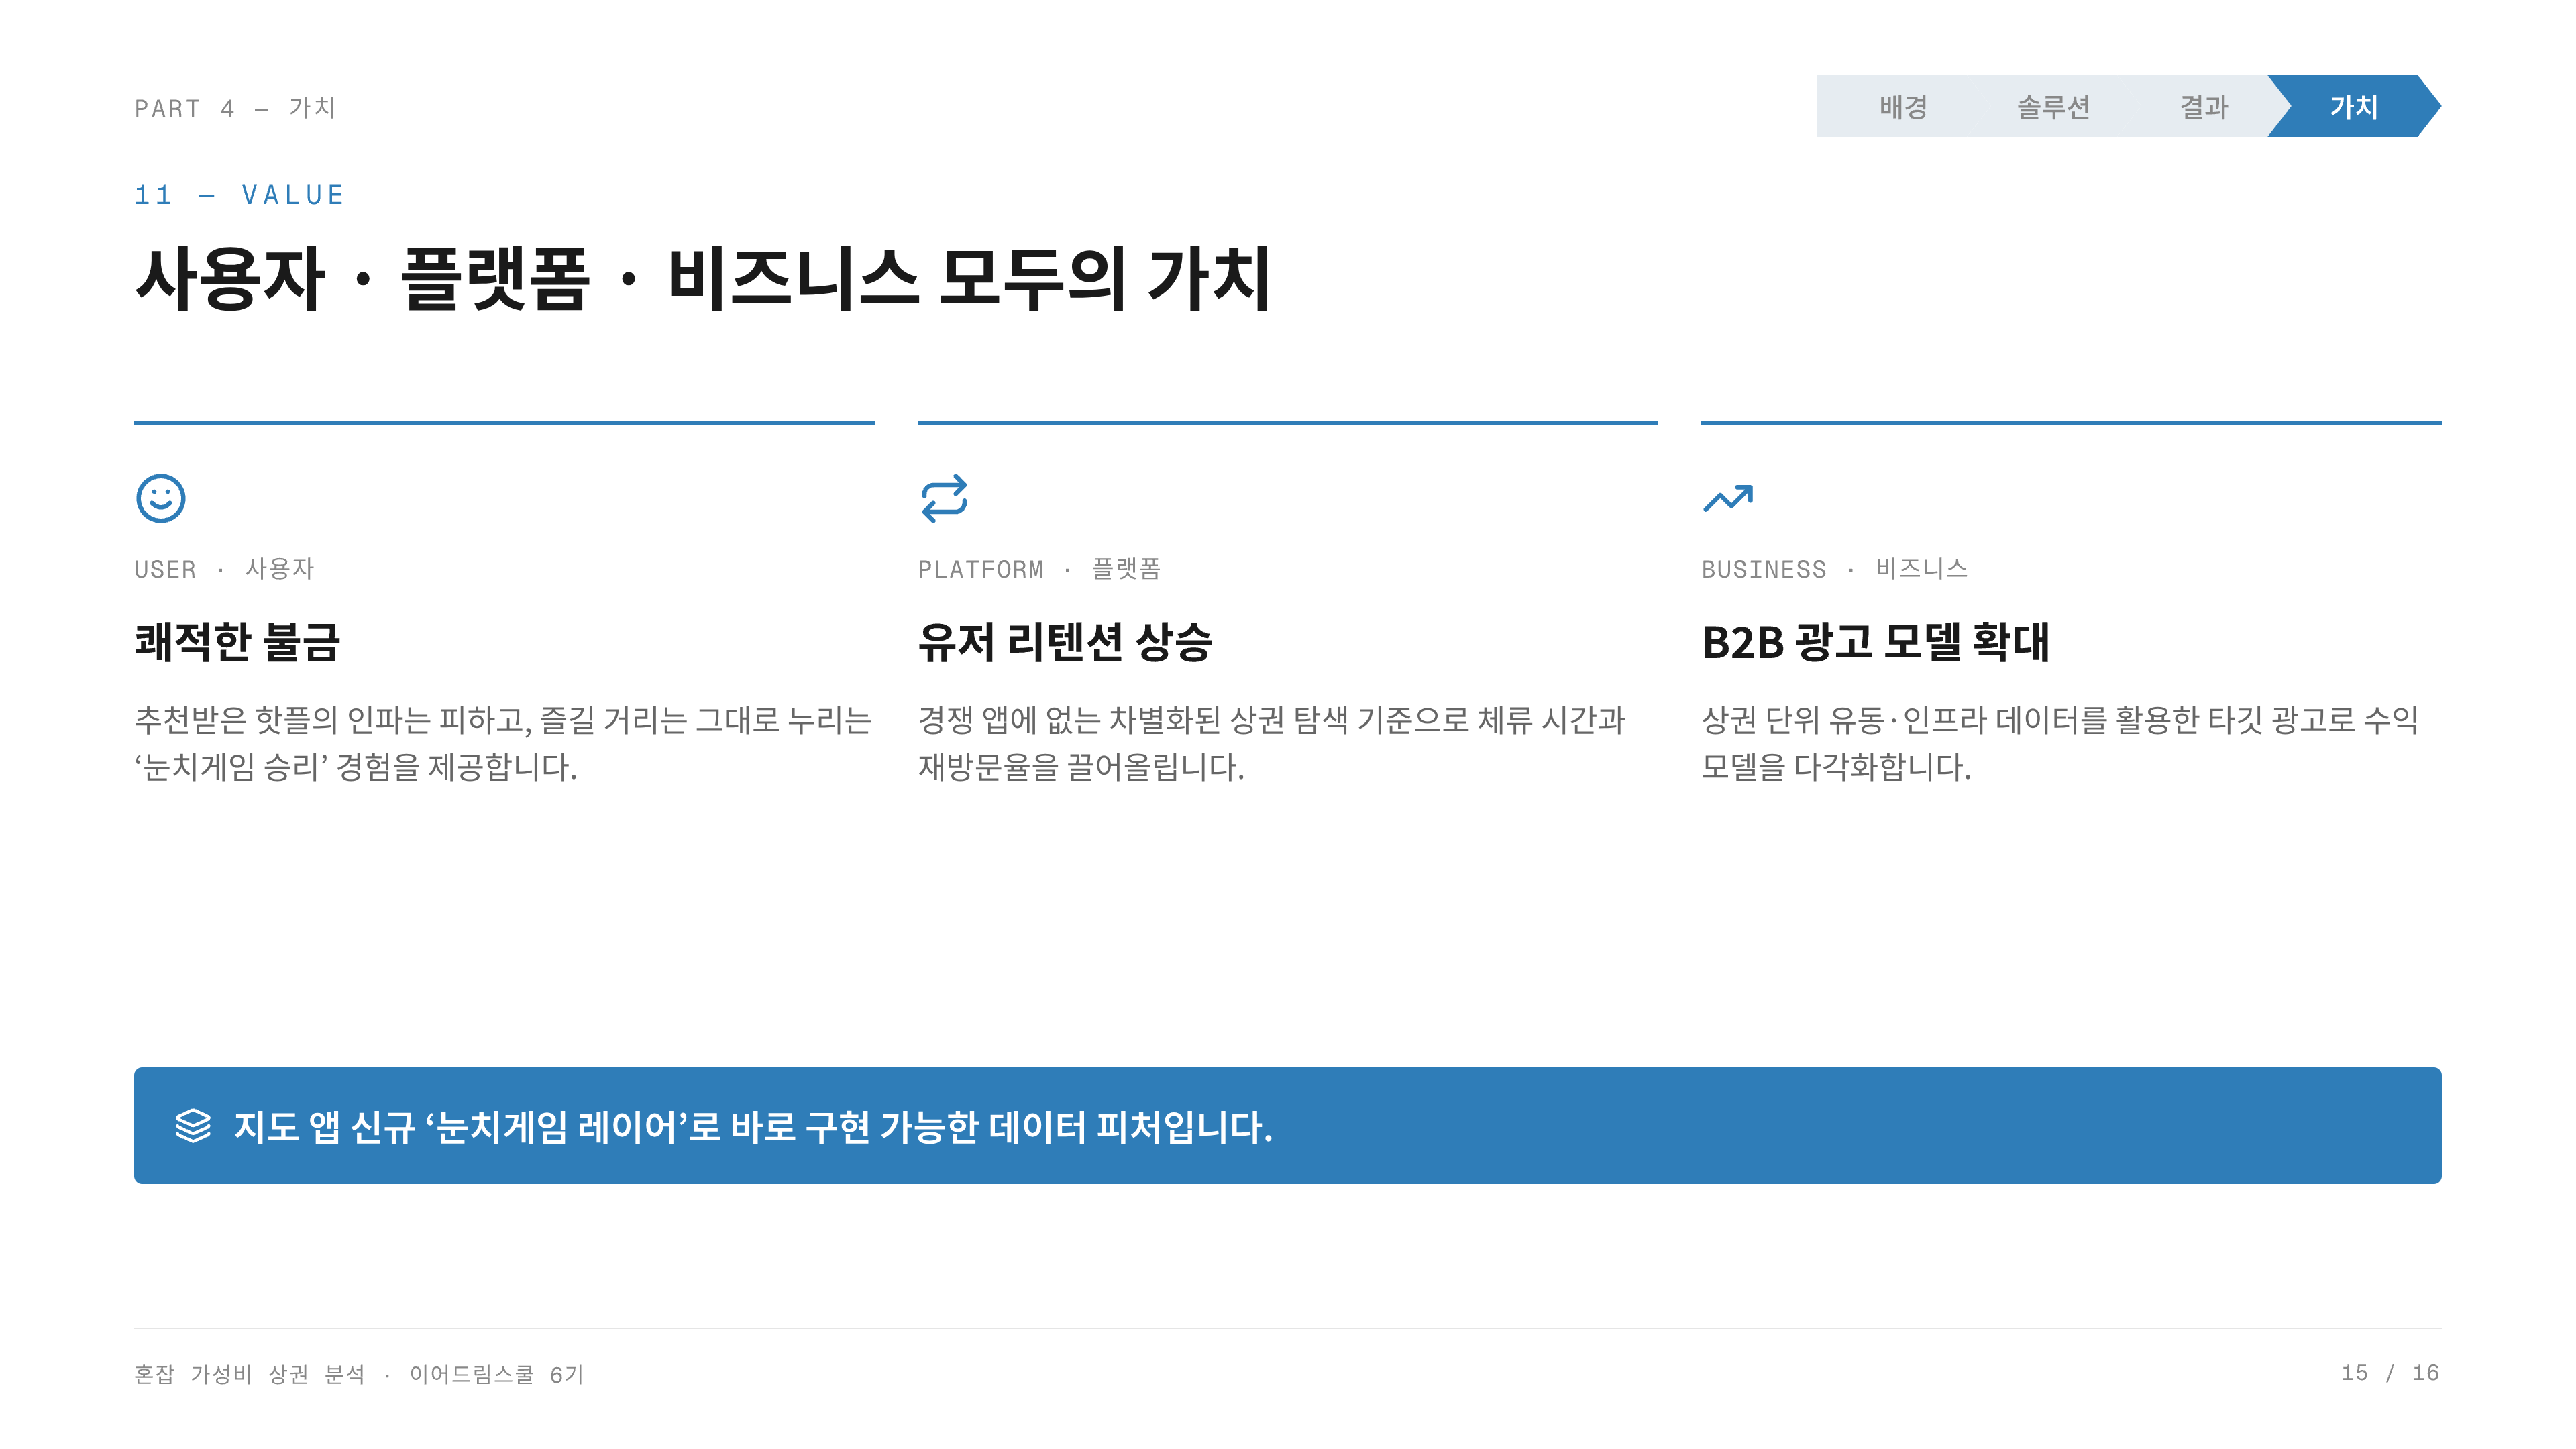 PART 4 — 가치
배경 솔루션 결과 가치
11 — VALUE
사용자 · 플랫폼 · 비즈니스 모두의 가치
USER · 사용자
쾌적한 불금
추천받은 핫플의 인파는 피하고, 즐길 거리는 그대로 누리는
‘눈치게임 승리’ 경험을 제공합니다.
PLATFORM · 플랫폼
유저 리텐션 상승
경쟁 앱에 없는 차별화된 상권 탐색 기준으로 체류 시간과
재방문율을 끌어올립니다.
BUSINESS · 비즈니스
B2B 광고 모델 확대
상권 단위 유동·인프라 데이터를 활용한 타깃 광고로 수익
모델을 다각화합니다.
지도 앱 신규 ‘눈치게임 레이어’로 바로 구현 가능한 데이터 피처입니다.
혼잡 가성비 상권 분석 · 이어드림스쿨 6기
15 / 16